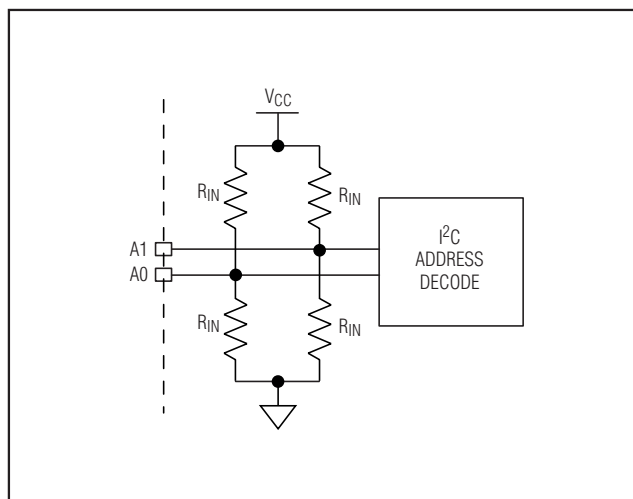 VCC
RIN
RIN
A1
A0
I²C
ADDRESS
DECODE
RIN
RIN